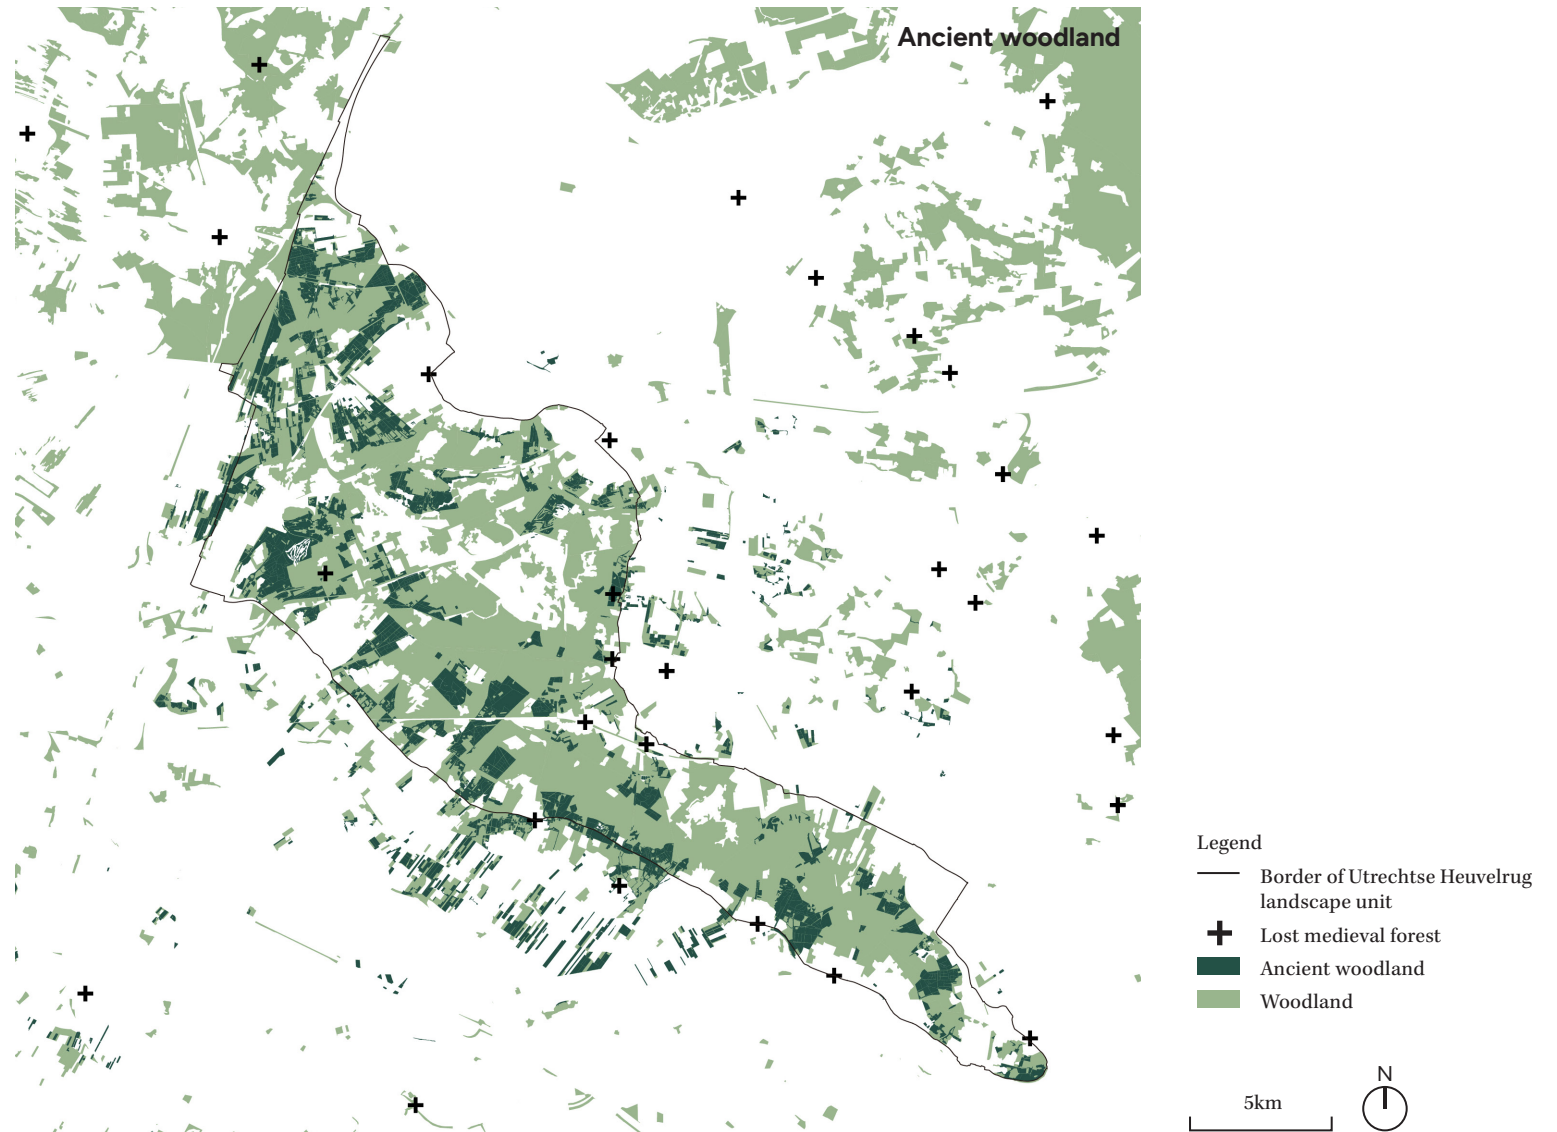 Ancient woodland
Legend
Border of Utrechtse Heuvelrug
landscape unit
Lost medieval forest
Ancient woodland
Woodland
5km
N